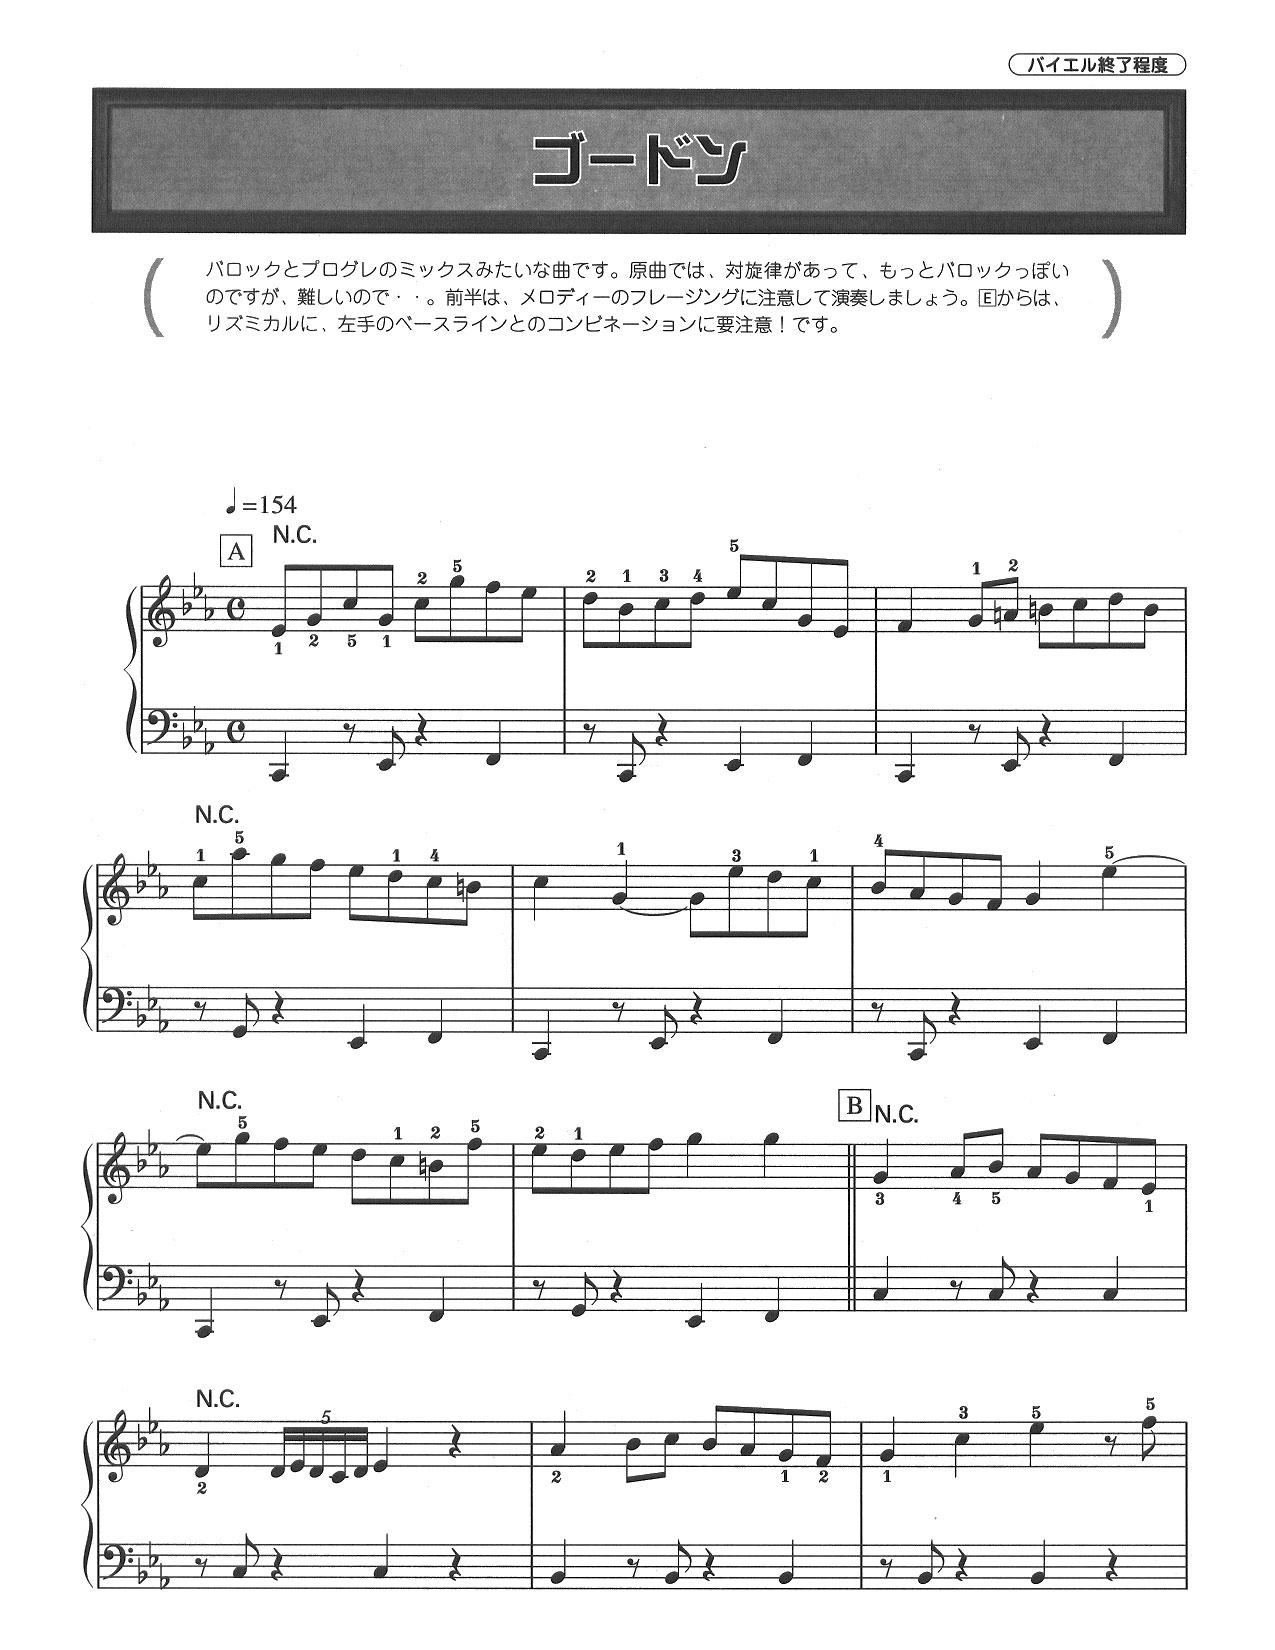 バイエル終了程度
ゴードン
バロックとプログレのミックスみたいな曲です。原曲では、対旋律があって、もっとバロックっぽい
のですが、難しいので・・。前半は、メロディーのフレージングに注意して演奏しましょう。Eからは、
リズミカルに、左手のベースラインとのコンビネーションに要注意！です。
♩=154
A N.C.
2 5 2 1 3 4 5 1 2
1 2 5 1
N.C.
1 5 1 4 1 3 1 4 5
N.C. B N.C.
5 1 2 5 2 1
3 4 5 1
N.C.
5 3 5 5
2 2 1 2 1